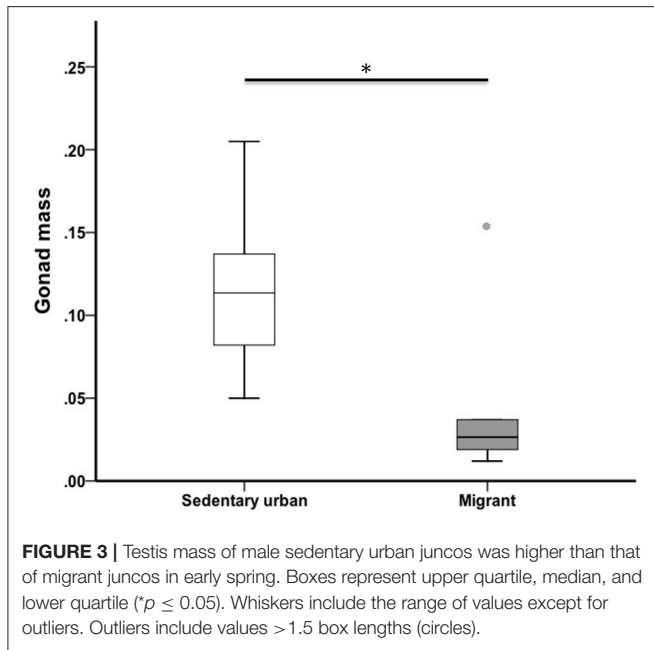 *
.25
.20
.15
.10
.05
.00
Gonad mass
Sedentary urban Migrant
FIGURE 3 | Testis mass of male sedentary urban juncos was higher than that
of migrant juncos in early spring. Boxes represent upper quartile, median, and
lower quartile (*p ≤ 0.05). Whiskers include the range of values except for
outliers. Outliers include values >1.5 box lengths (circles).